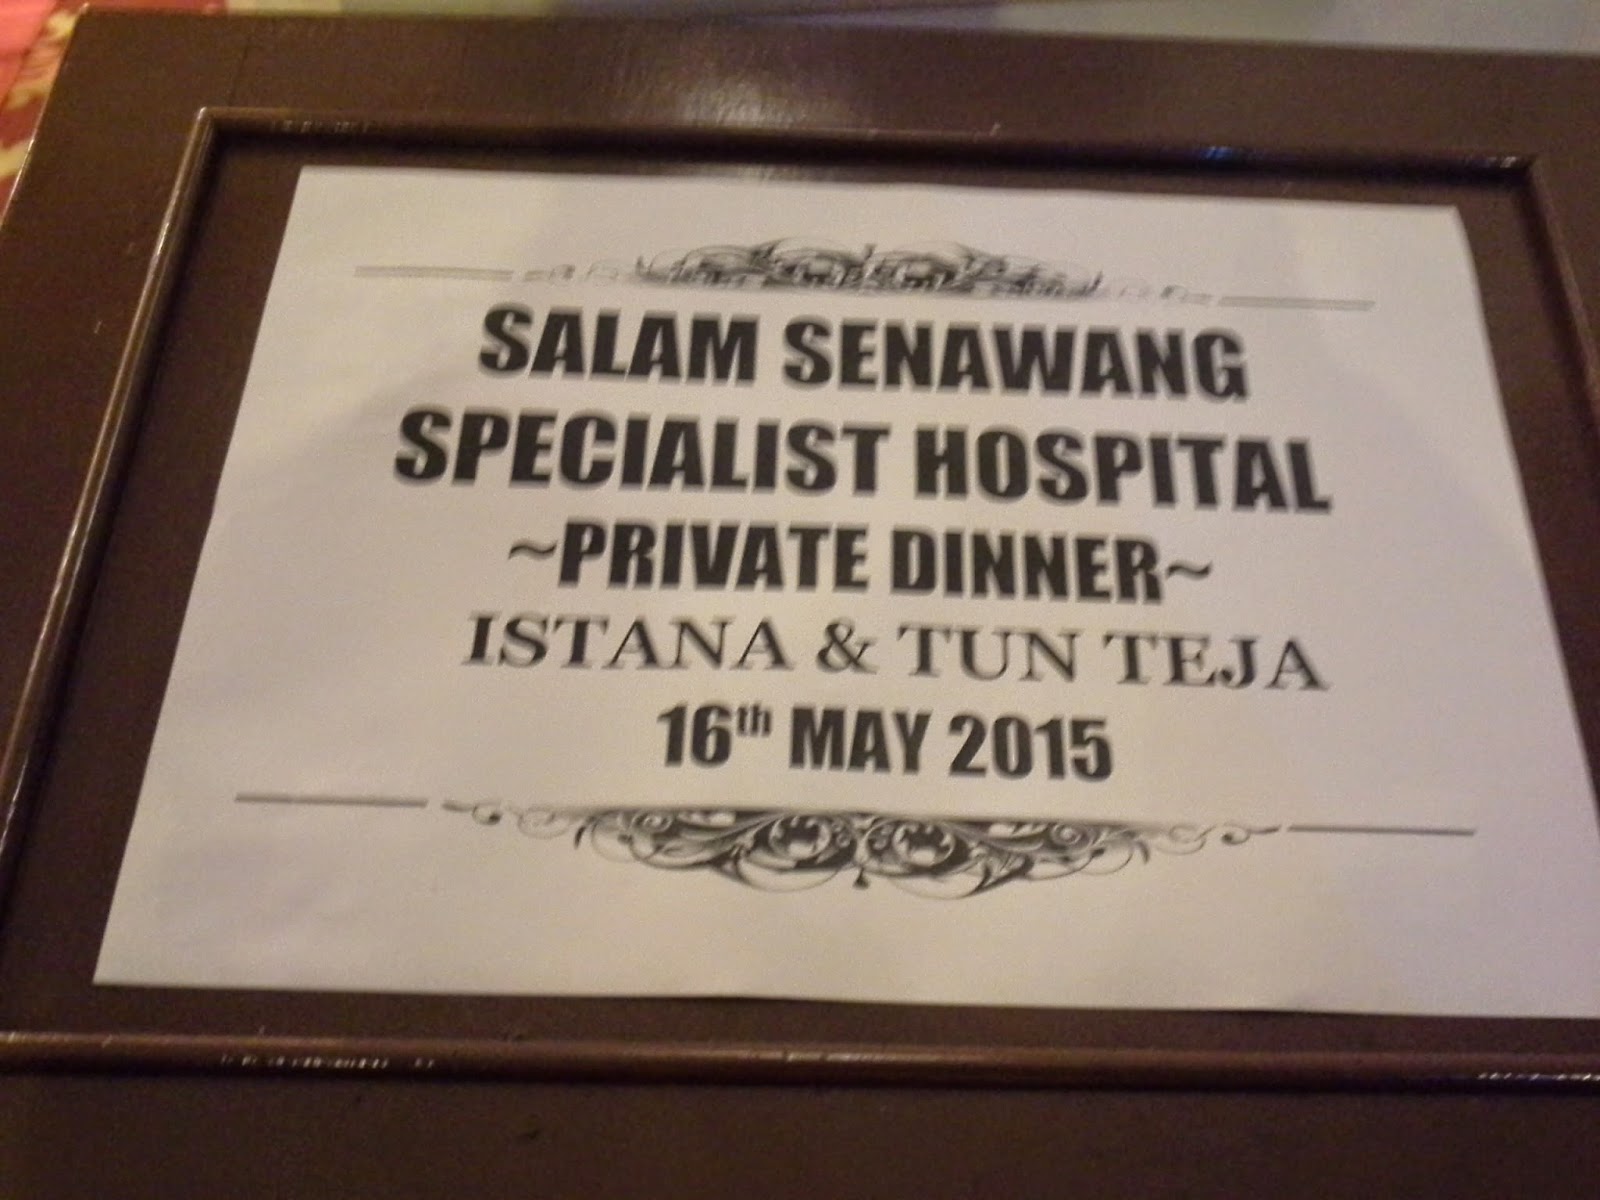 SALAM SENAWANG
SPECIALIST HOSPITAL
~PRIVATE DINNER~
ISTANA & TUN TEJA
16th MAY 2015